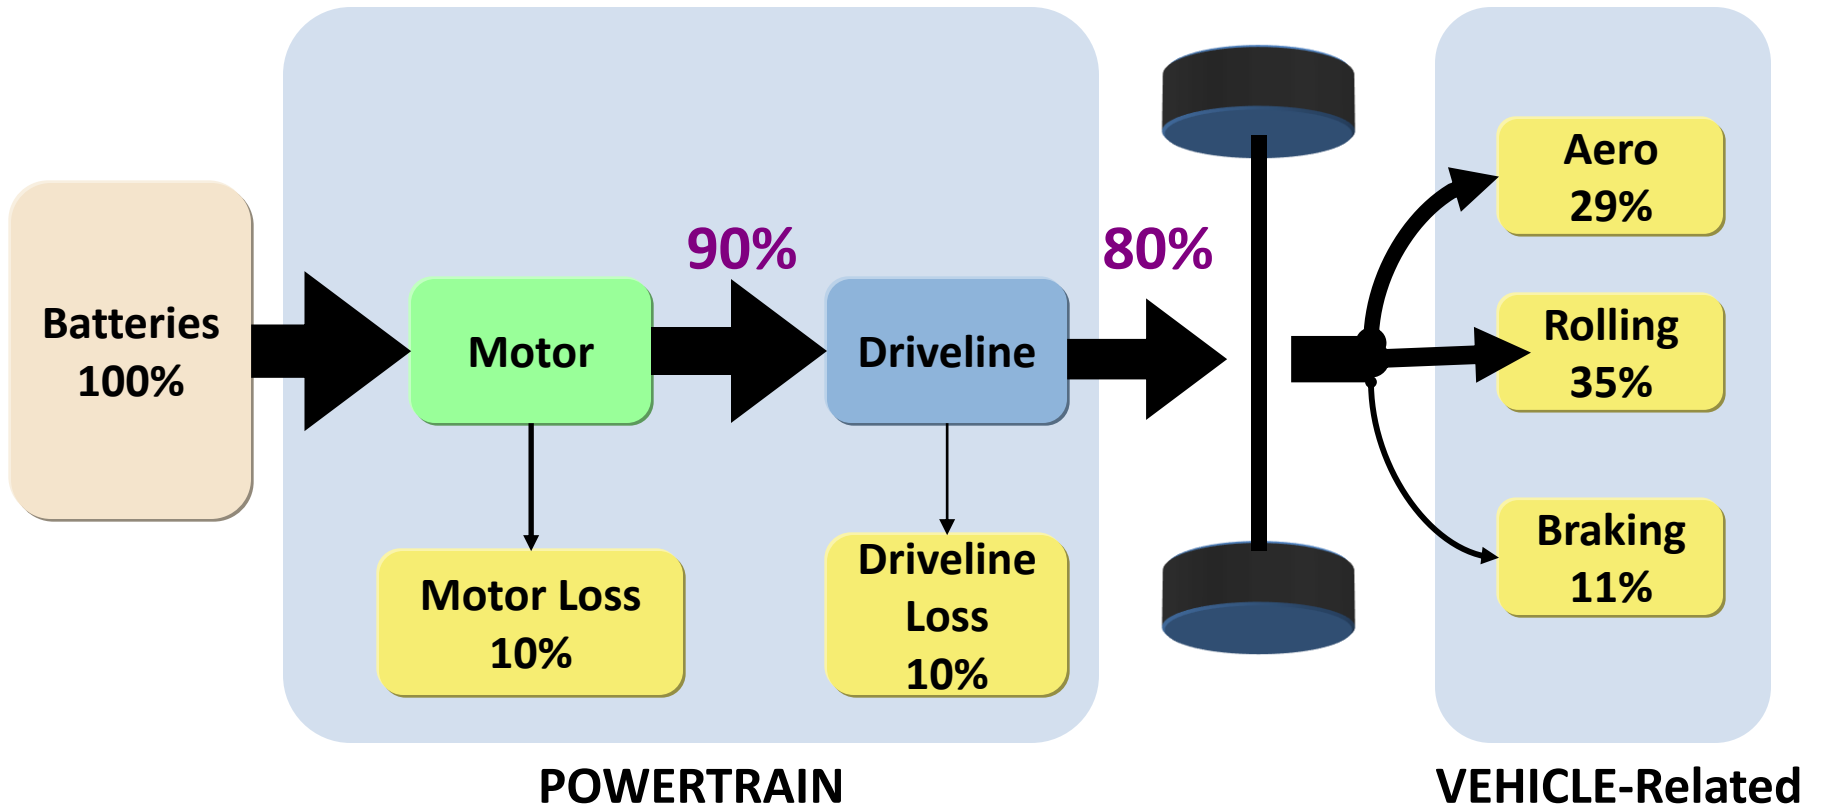 Batteries
100%
Motor
90%
Driveline
80%
Motor Loss
10%
Driveline
Loss
10%
Aero
29%
Rolling
35%
Braking
11%
POWERTRAIN
VEHICLE-Related